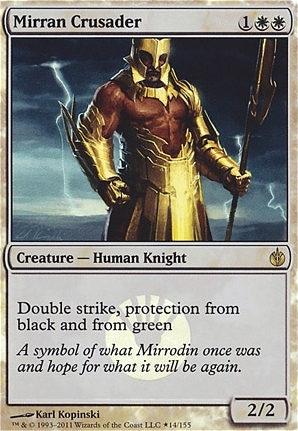 Mirran Crusader 1
Creature — Human Knight
Double strike, protection from
black and from green
A symbol of what Mirrodin once was
and hope for what it will be again.
2/2
Karl Kopinski
™ & © 1993-2011 Wizards of the Coast LLC ★14/155